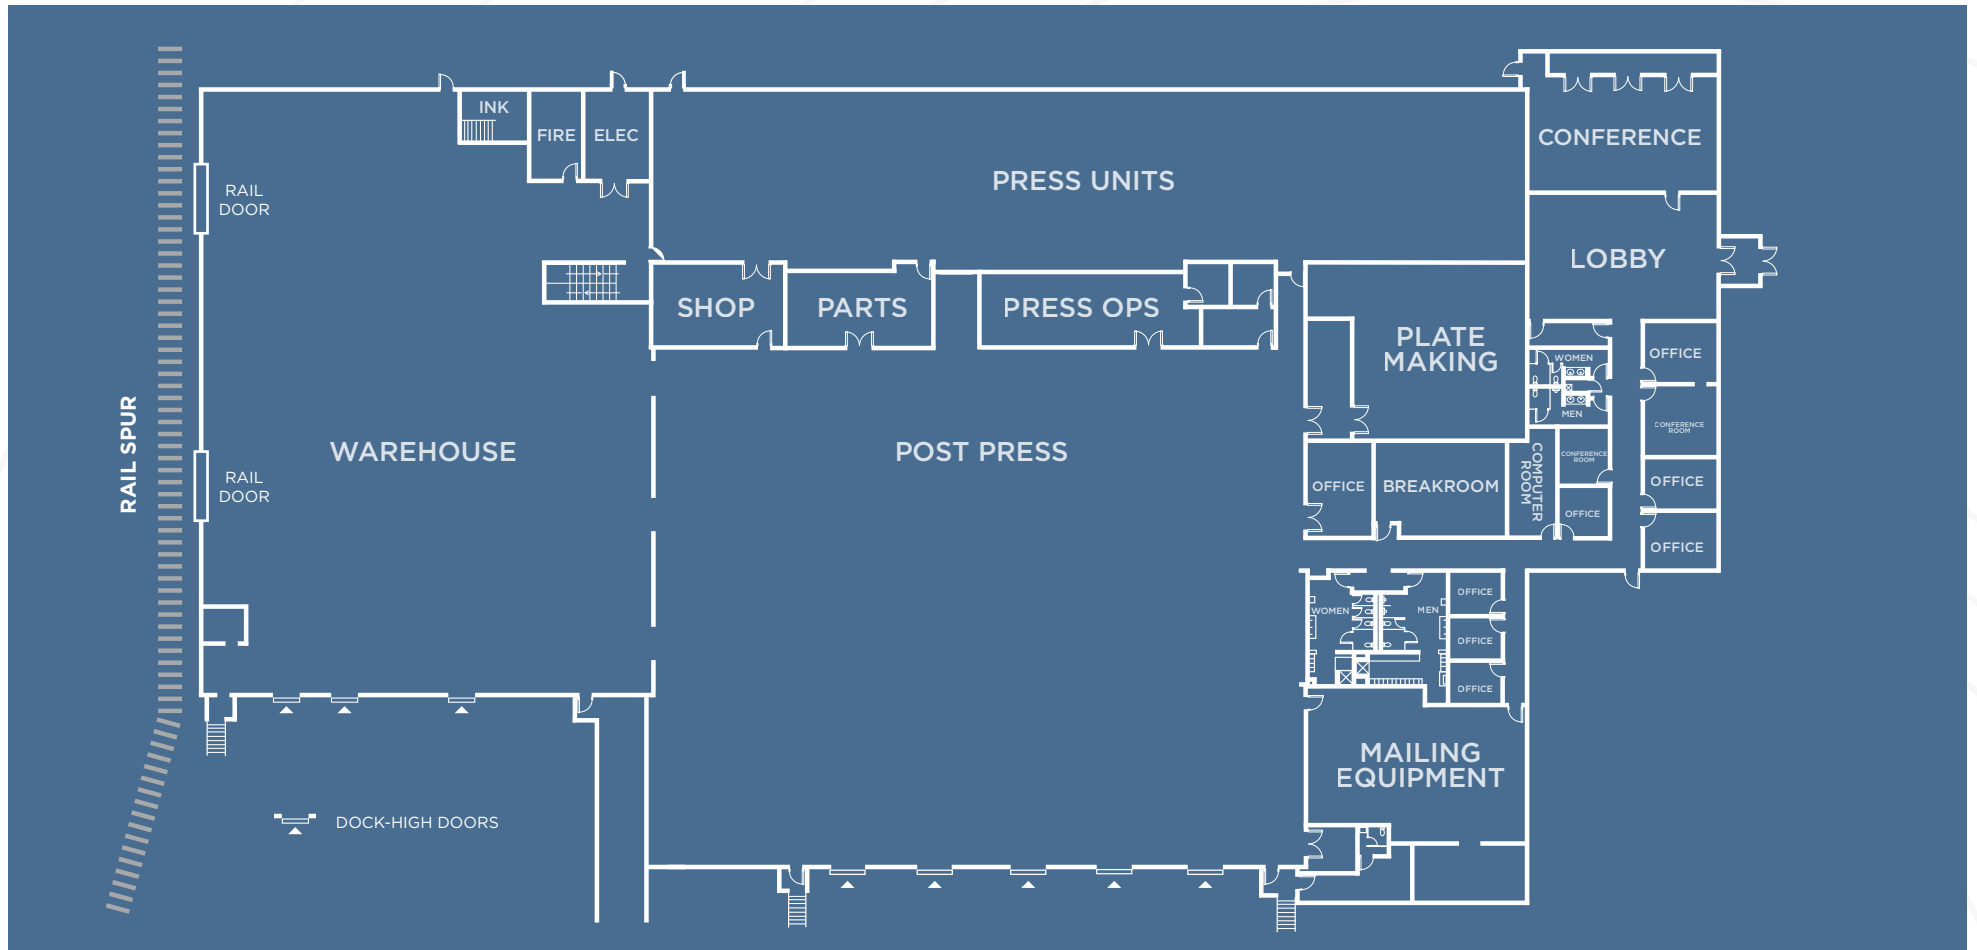 INK
FIRE
ELEC
CONFERENCE
RAIL
DOOR
PRESS UNITS
LOBBY
SHOP
PARTS
PRESS OPS
PLATE
MAKING
WOMEN
OFFICE
MEN
CONFERENCE
ROOM
RAIL SPUR
WAREHOUSE
POST PRESS
RAIL
DOOR
OFFICE
BREAKROOM
COMPUTER
ROOM
CONFERENCE
ROOM
OFFICE
OFFICE
OFFICE
WOMEN
MEN
OFFICE
OFFICE
OFFICE
MAILING
EQUIPMENT
DOCK-HIGH DOORS